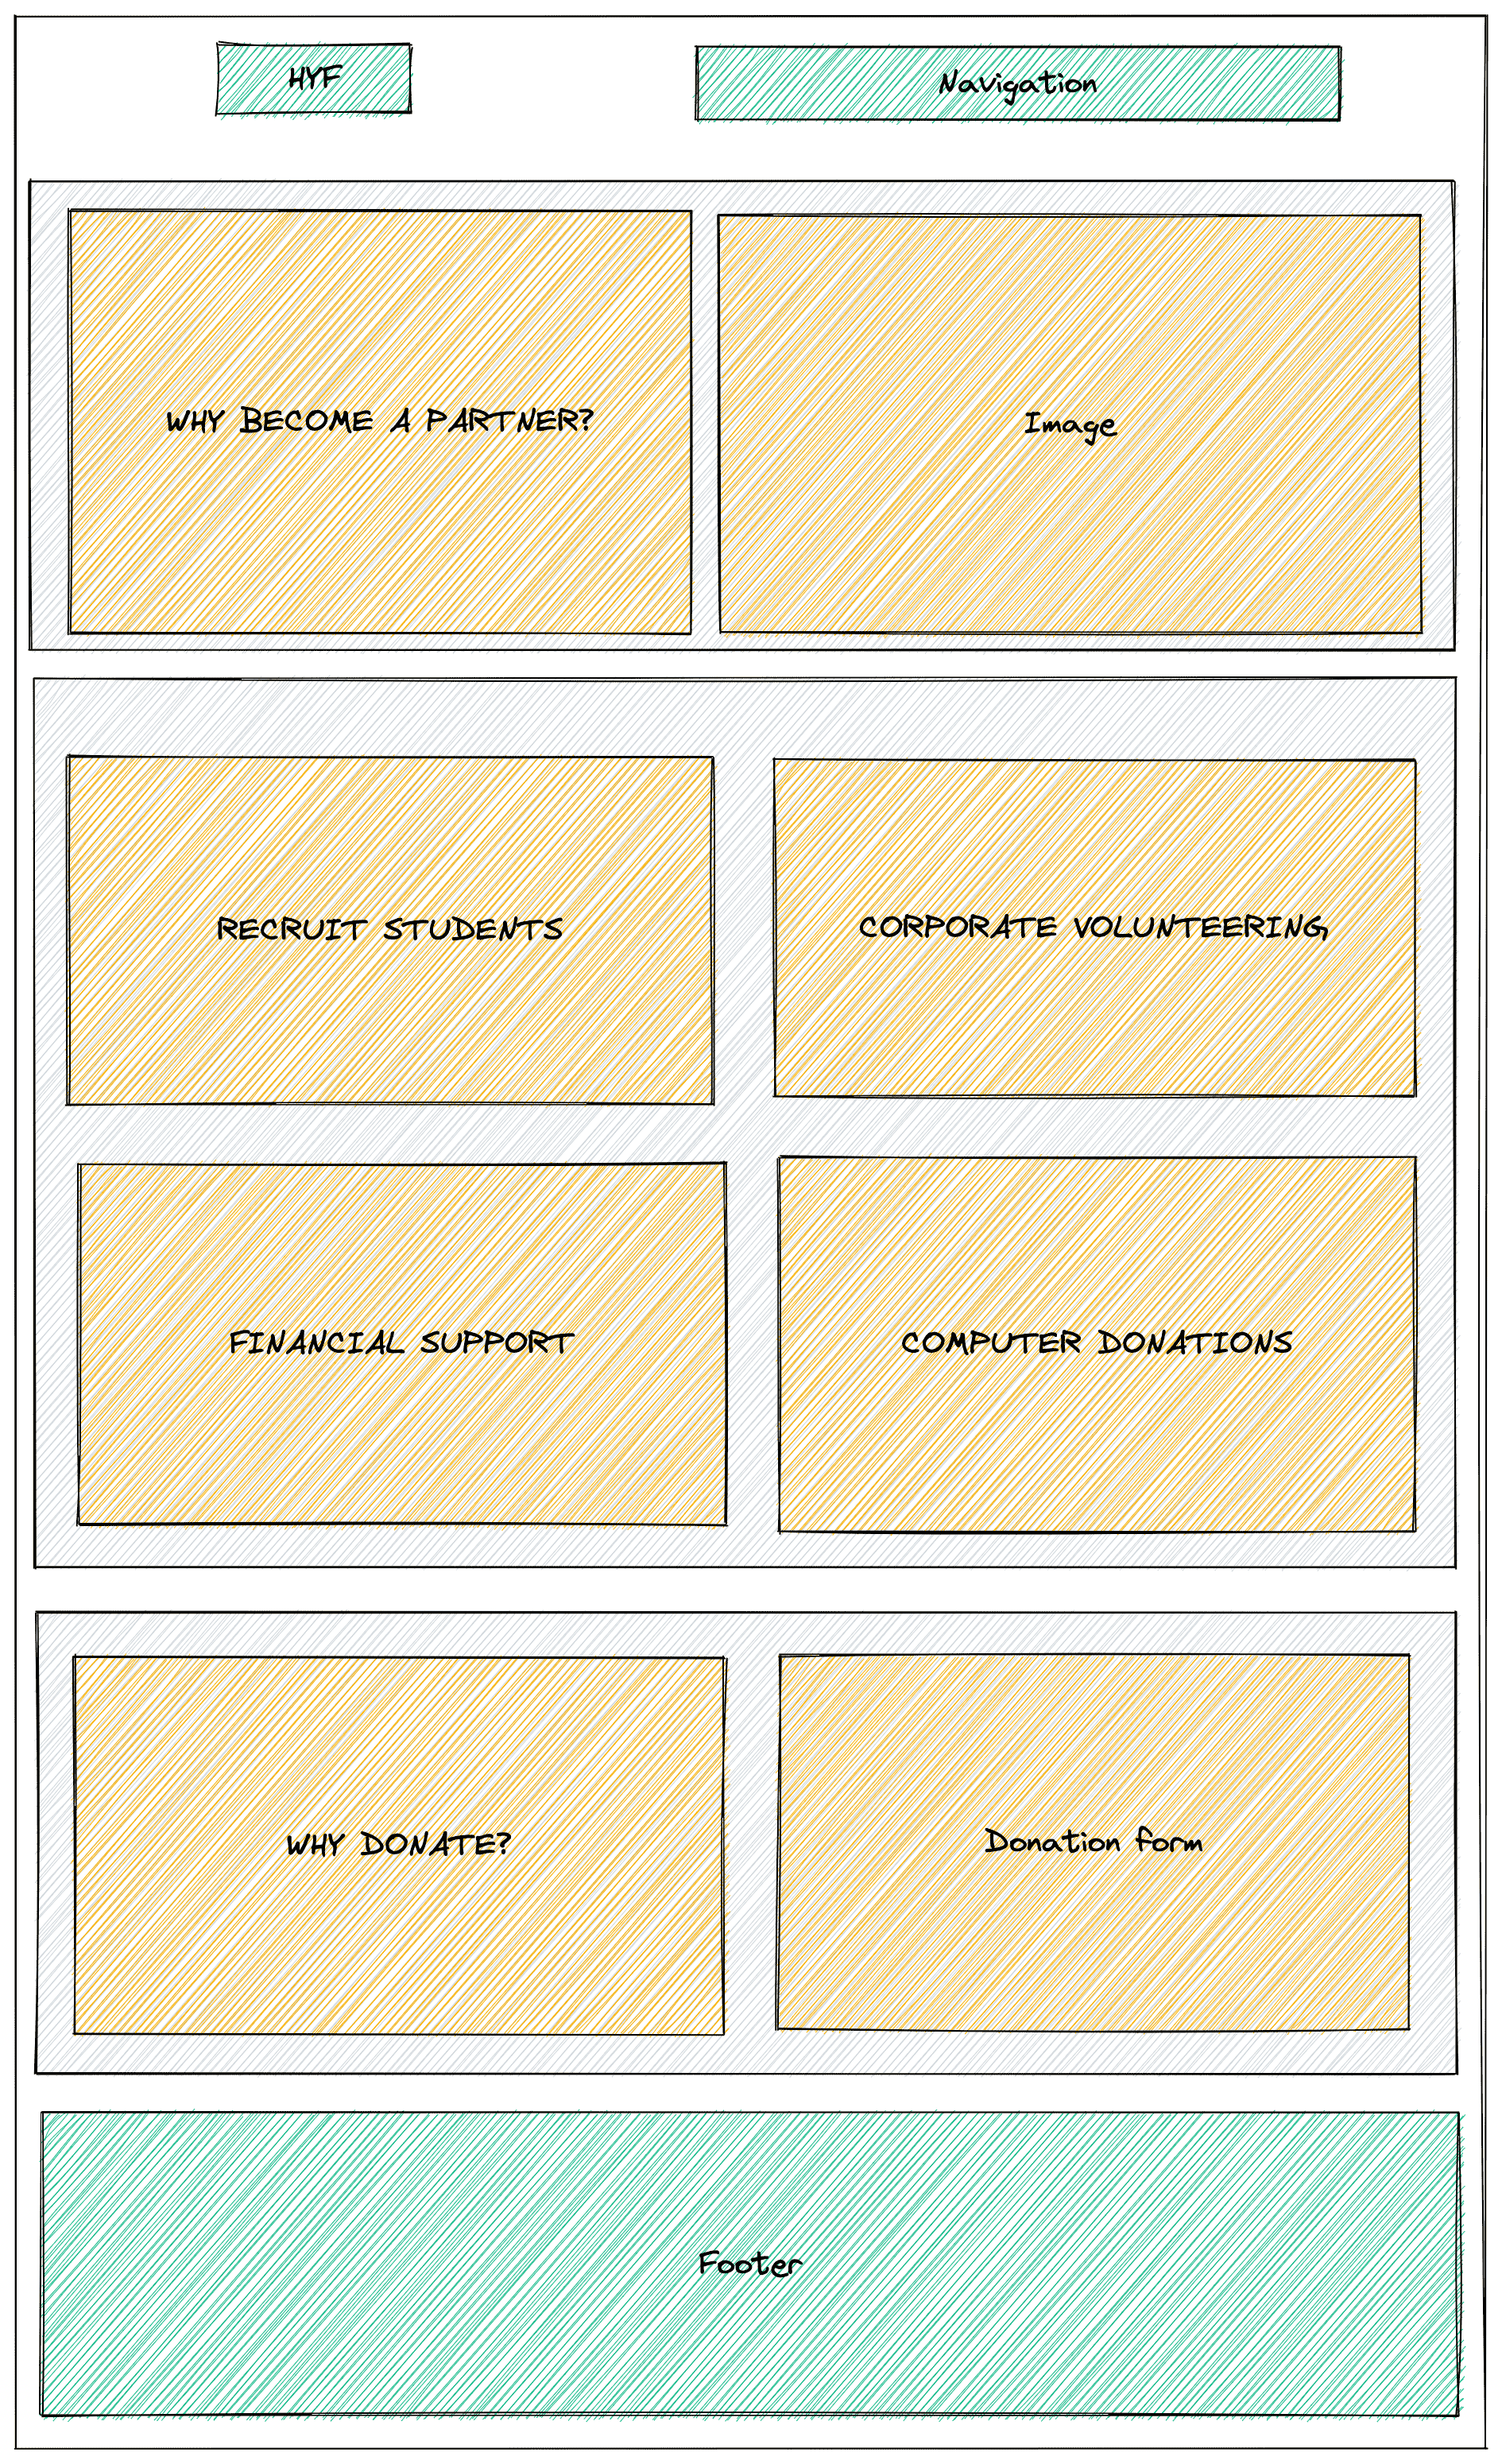 HYF
Navigation
WHY BECOME A PARTNER?
Image
RECRUIT STUDENTS
CORPORATE VOLUNTEERING
FINANCIAL SUPPORT
COMPUTER DONATIONS
WHY DONATE?
Donation form
Footer